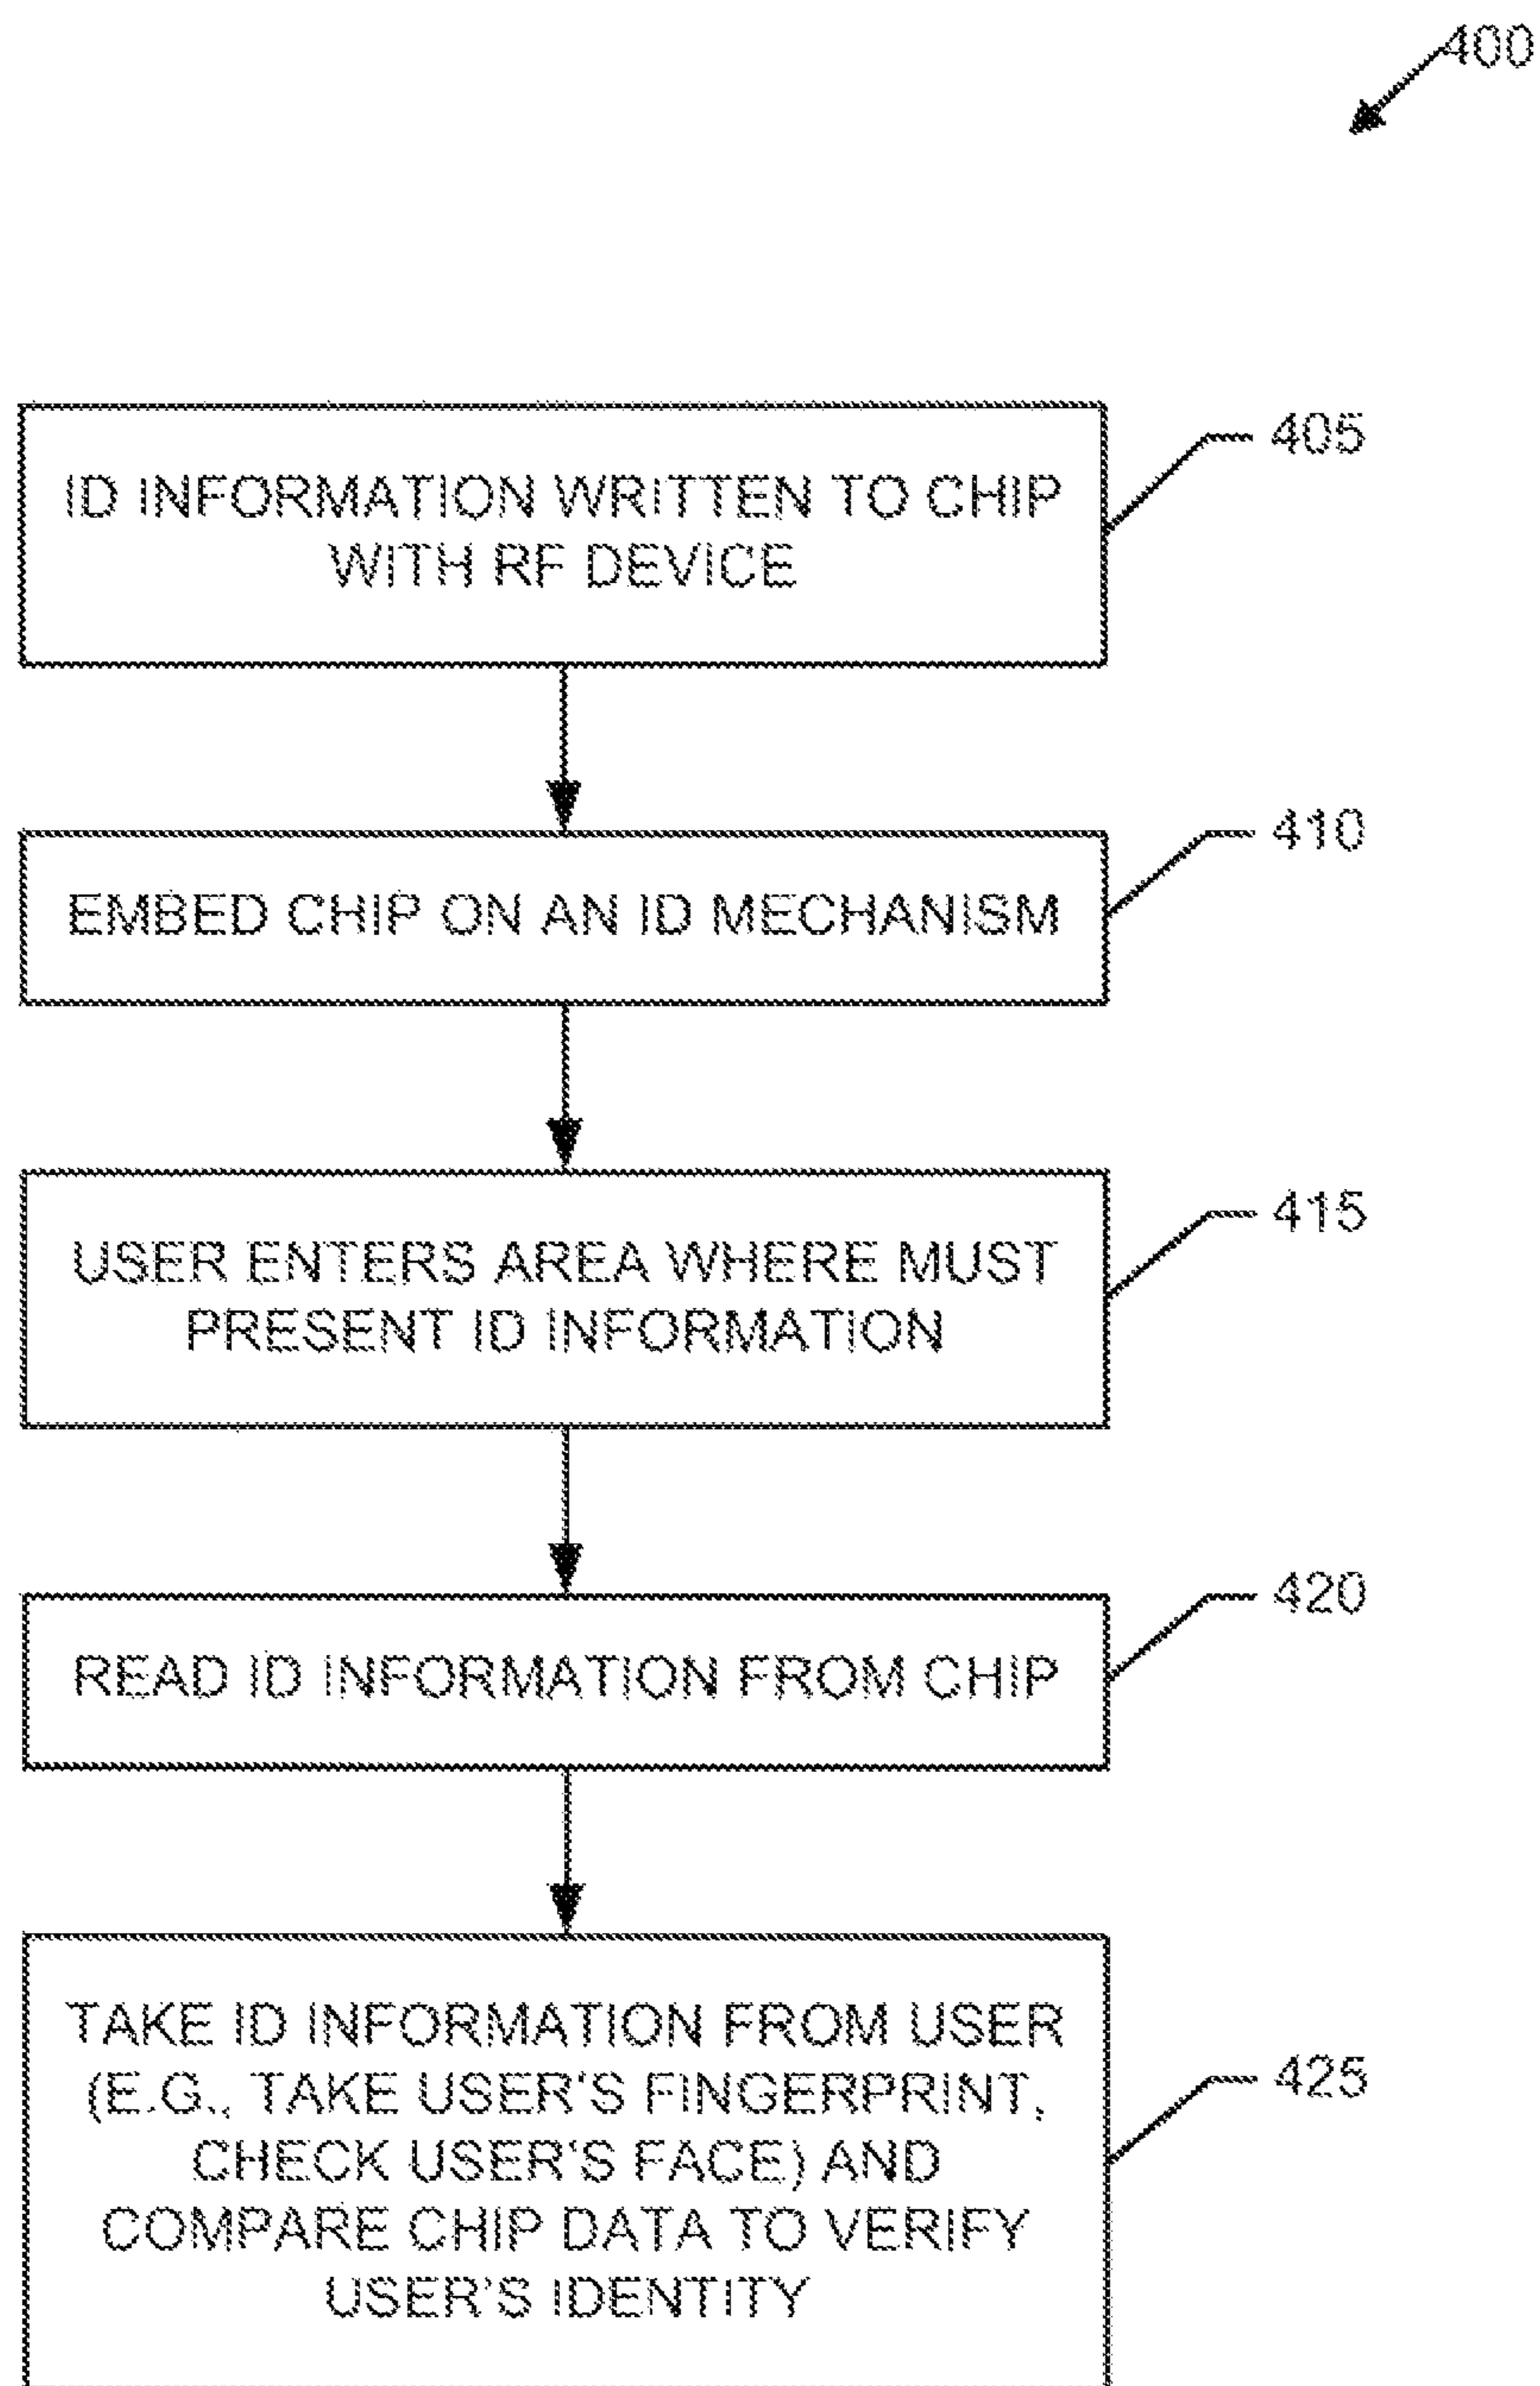 400
ID INFORMATION WRITTEN TO CHIP
WITH RF DEVICE
405
EMBED CHIP ON AN ID MECHANISM
410
USER ENTERS AREA WHERE MUST
PRESENT ID INFORMATION
415
READ ID INFORMATION FROM CHIP
420
TAKE ID INFORMATION FROM USER
(E.G., TAKE USER'S FINGERPRINT,
CHECK USER'S FACE) AND
COMPARE CHIP DATA TO VERIFY
USER'S IDENTITY
425